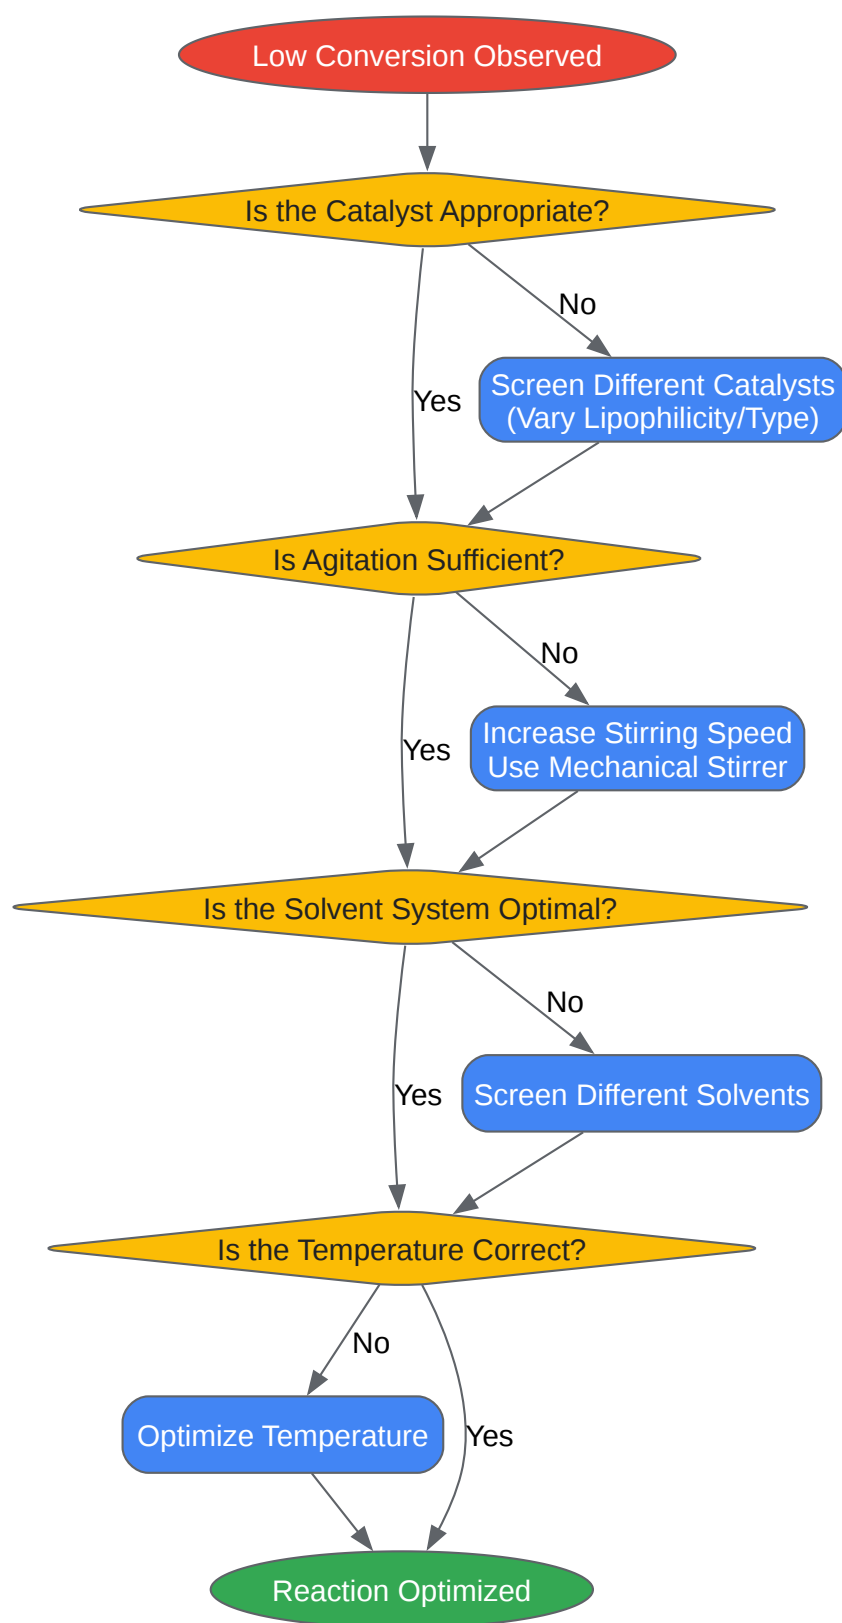 Low Conversion Observed
Is the Catalyst Appropriate?
No
Screen Different Catalysts
(Vary Lipophilicity/Type)
Yes
Is Agitation Sufficient?
No
Increase Stirring Speed
Use Mechanical Stirrer
Yes
Is the Solvent System Optimal?
No
Screen Different Solvents
Yes
Is the Temperature Correct?
No
Optimize Temperature
Yes
Reaction Optimized